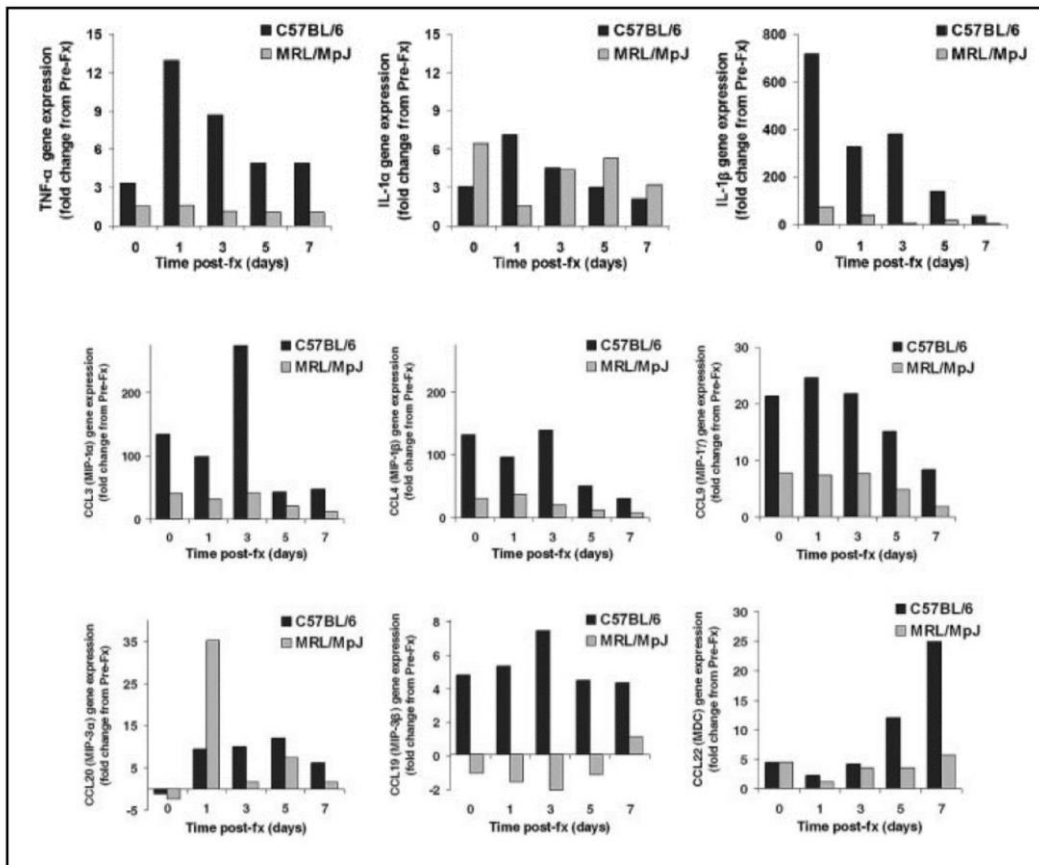 TNF-α gene expression
(fold change from Pre-Fx)
15
12
9
6
3
0
C57BL/6
MRL/MpJ
0 1 3 5 7
Time post-fx (days)
IL-1α gene expression
(fold change from Pre-Fx)
15
12
9
6
3
0
C57BL/6
MRL/MpJ
0 1 3 5 7
Time post-fx (days)
IL-1β gene expression
(fold change from Pre-Fx)
800
600
400
200
0
C57BL/6
MRL/MpJ
0 1 3 5 7
Time post-fx (days)
CCL3 (MIP-1α) gene expression
(fold change from Pre-Fx)
200
100
0
C57BL/6
MRL/MpJ
0 1 3 5 7
Time post-fx (days)
CCL4 (MIP-1β) gene expression
(fold change from Pre-Fx)
200
100
0
C57BL/6
MRL/MpJ
0 1 3 5 7
Time post-fx (days)
CCL9 (MIP-1γ) gene expression
(fold change from Pre-Fx)
30
20
10
0
C57BL/6
MRL/MpJ
0 1 3 5 7
Time post-fx (days)
CCL20 (MIP-3α) gene expression
(fold change from Pre-Fx)
35
25
15
5
-5
C57BL/6
MRL/MpJ
0 1 3 5 7
Time post-fx (days)
CCL19 (MIP-3β) gene expression
(fold change from Pre-Fx)
8
6
4
2
0
-2
C57BL/6
MRL/MpJ
0 1 3 5 7
Time post-fx (days)
CCL22 (MDC) gene expression
(fold change from Pre-Fx)
30
25
20
15
10
5
0
C57BL/6
MRL/MpJ
0 1 3 5 7
Time post-fx (days)